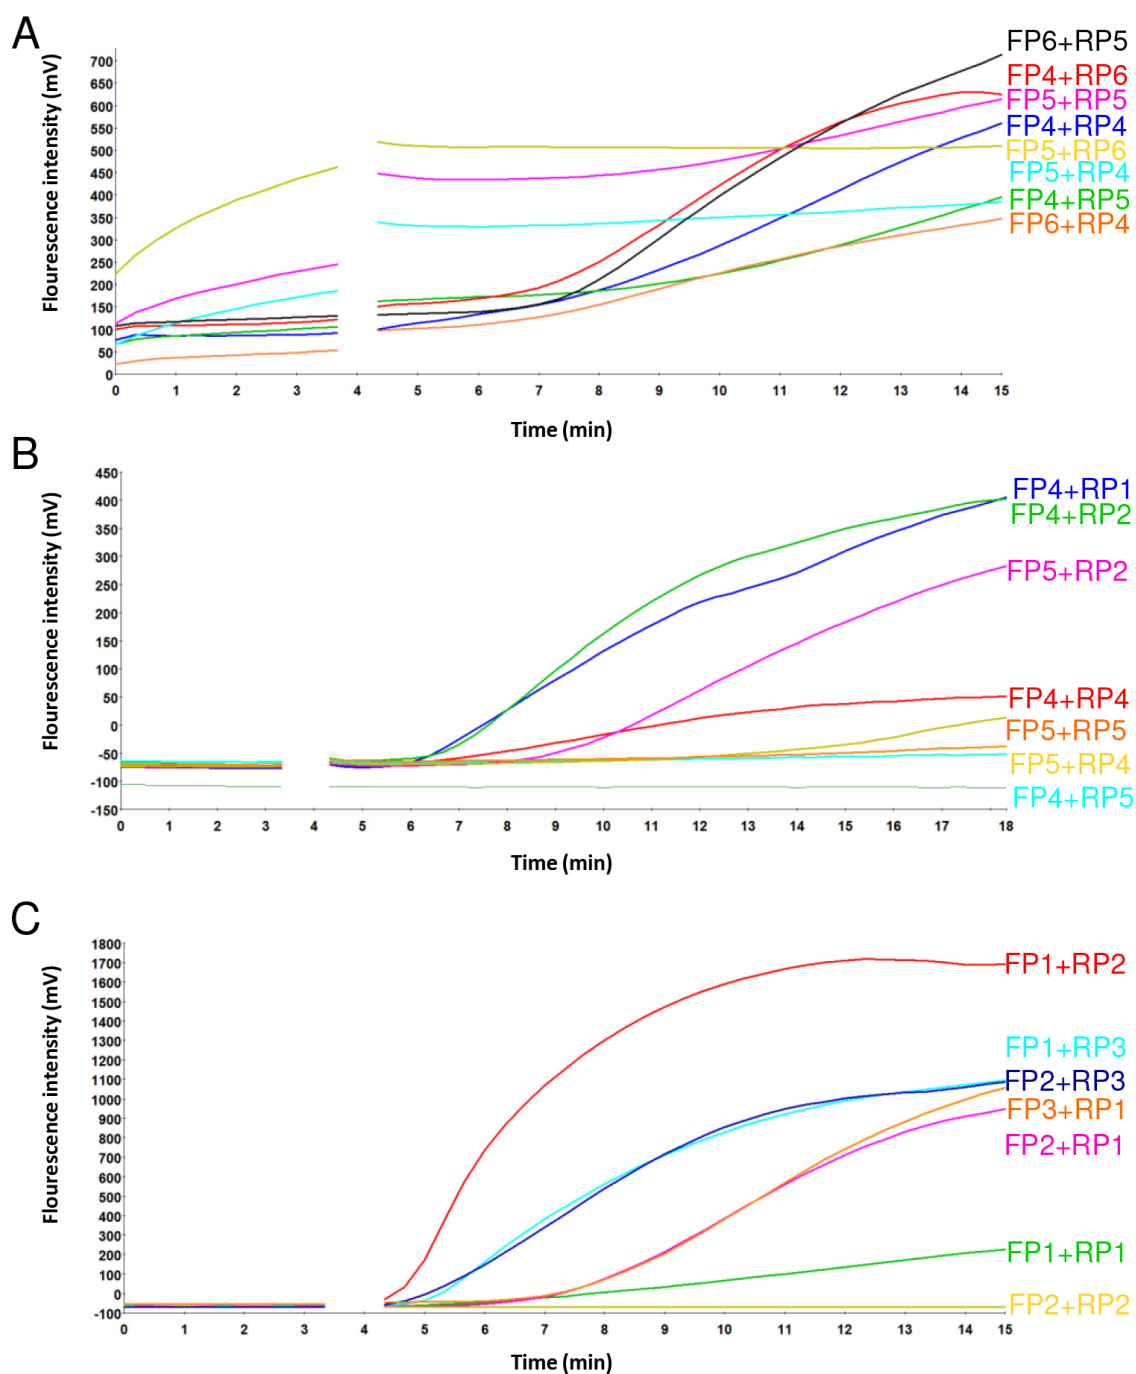 A
Flourescence intensity (mV)
700
650
600
550
500
450
400
350
300
250
200
150
100
50
0
0 1 2 3 4 5 6 7 8 9 10 11 12 13 14 15
Time (min)
FP6+RP5
FP4+RP6
FP5+RP5
FP4+RP4
FP5+RP6
FP5+RP4
FP4+RP5
FP6+RP4
B
Flourescence intensity (mV)
450
400
350
300
250
200
150
100
50
0
-50
-100
-150
0 1 2 3 4 5 6 7 8 9 10 11 12 13 14 15 16 17 18
Time (min)
FP4+RP1
FP4+RP2
FP5+RP2
FP4+RP4
FP5+RP5
FP5+RP4
FP4+RP5
C
Flourescence intensity (mV)
1800
1700
1600
1500
1400
1300
1200
1100
1000
900
800
700
600
500
400
300
200
100
0
-100
0 1 2 3 4 5 6 7 8 9 10 11 12 13 14 15
Time (min)
FP1+RP2
FP1+RP3
FP2+RP3
FP3+RP1
FP2+RP1
FP1+RP1
FP2+RP2